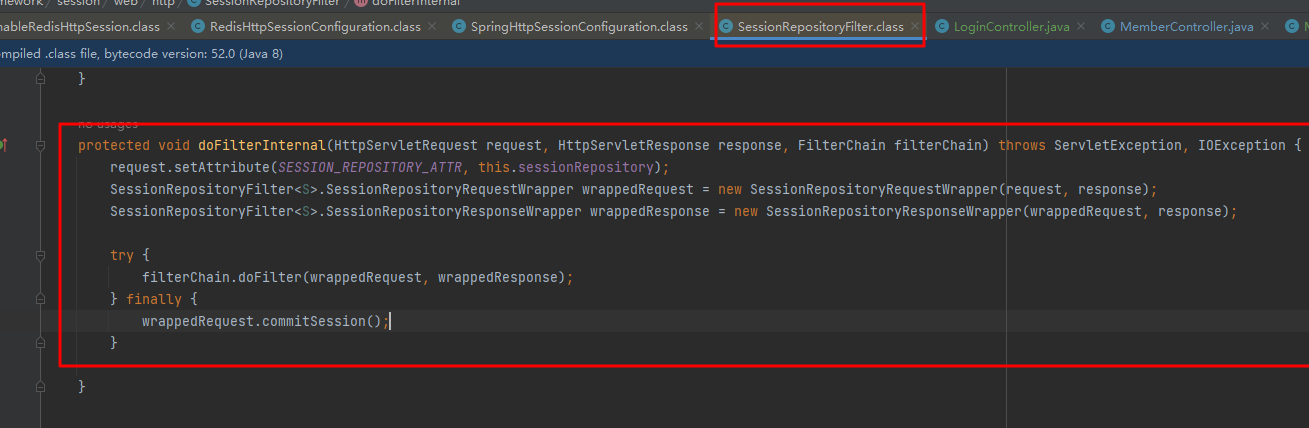 mework / session / web / http / SessionRepositoryFilter / doFilterInternal
nableRedisHttpSession.class RedisHttpSessionConfiguration.class SpringHttpSessionConfiguration.class SessionRepositoryFilter.class LoginController.java MemberController.java
mpiled .class file, bytecode version: 52.0 (Java 8)
}
no usages
protected void doFilterInternal(HttpServletRequest request, HttpServletResponse response, FilterChain filterChain) throws ServletException, IOException {
request.setAttribute(SESSION_REPOSITORY_ATTR, this.sessionRepository);
SessionRepositoryFilter<S>.SessionRepositoryRequestWrapper wrappedRequest = new SessionRepositoryRequestWrapper(request, response);
SessionRepositoryFilter<S>.SessionRepositoryResponseWrapper wrappedResponse = new SessionRepositoryResponseWrapper(wrappedRequest, response);
try {
filterChain.doFilter(wrappedRequest, wrappedResponse);
} finally {
wrappedRequest.commitSession();
}
}